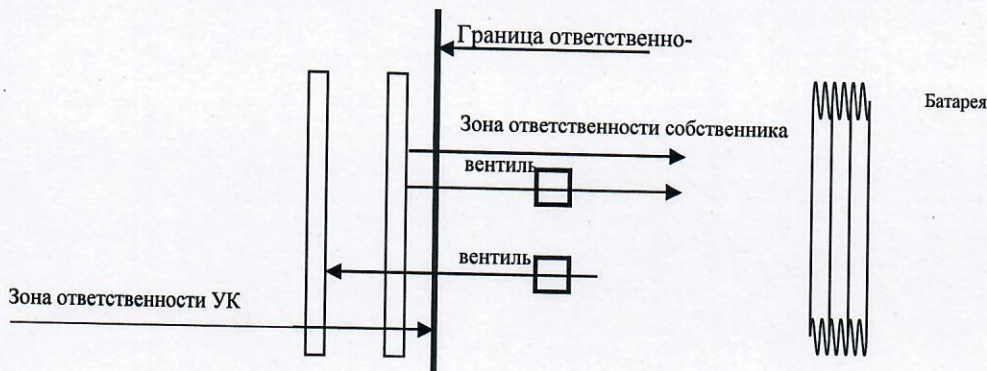 Граница ответственно-
Батарея
Зона ответственности собственника
вентиль
вентиль
Зона ответственности УК